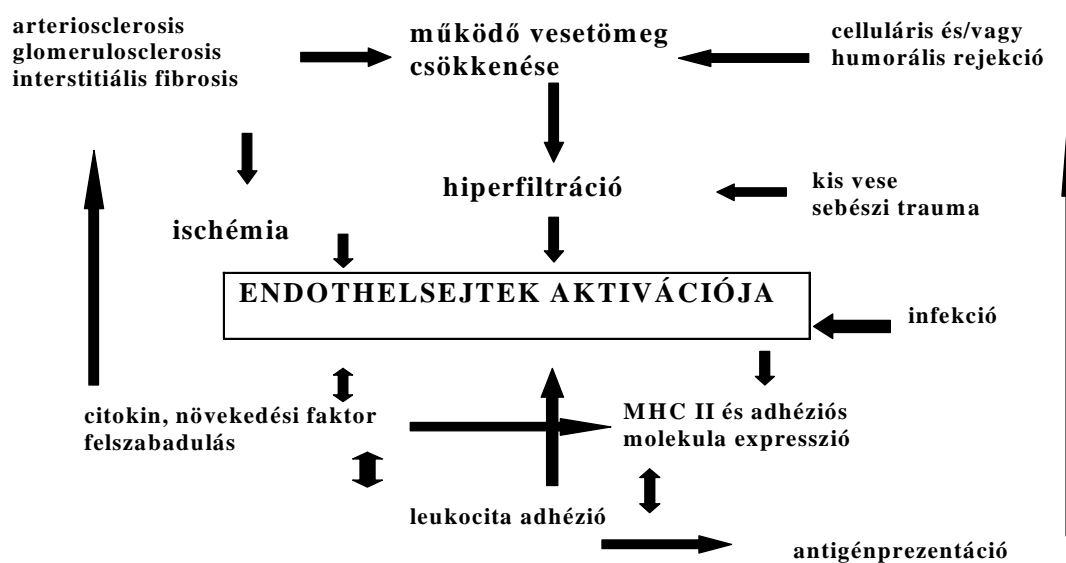 arteriosclerosis
glomerulosclerosis
interstitiális fibrosis
működő vesetömeg
csökkenése
celluláris és/vagy
humorális rejekció
hiperfiltráció
kis vese
sebészi trauma
ischémia
ENDOTHELSEJTEK AKTIVÁCIÓJA
infekció
citokin, növekedési faktor
felszabadulás
MHC II és adhéziós
molekula expresszió
leukocita adhézió
antigénprezentáció